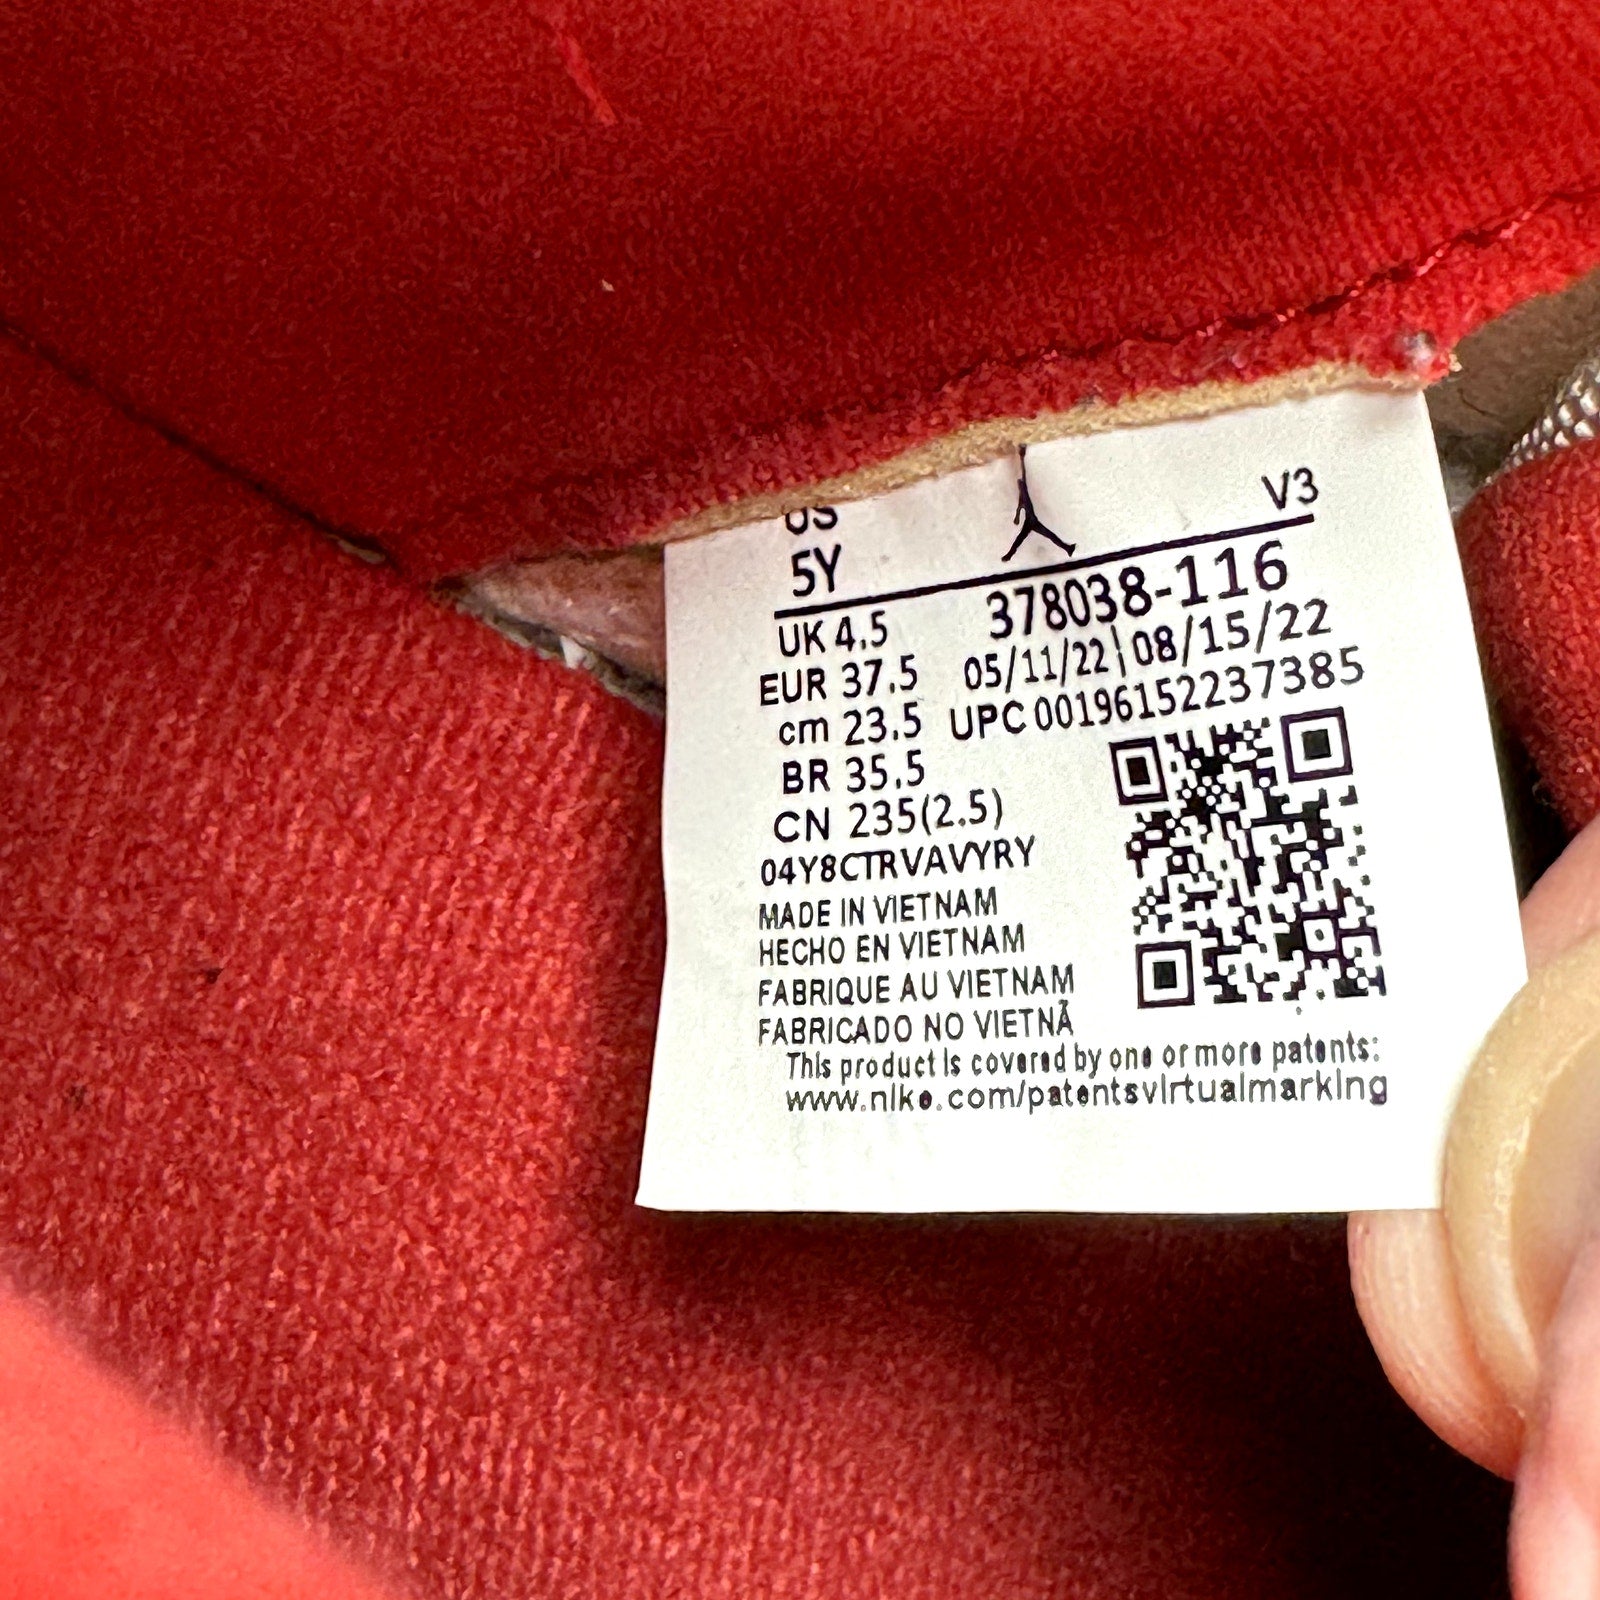 US V3
5Y
378038-116
UK 4.5
05/11/22|08/15/22
EUR 37.5
UPC 00196152237385
cm 23.5
BR 35.5
CN 235(2.5)
04Y8CTRVAVYRY
MADE IN VIETNAM
HECHO EN VIETNAM
FABRIQUE AU VIETNAM
FABRICADO NO VIETNÃ
This product is covered by one or more patents:
www.nike.com/patentsvirtualmarking